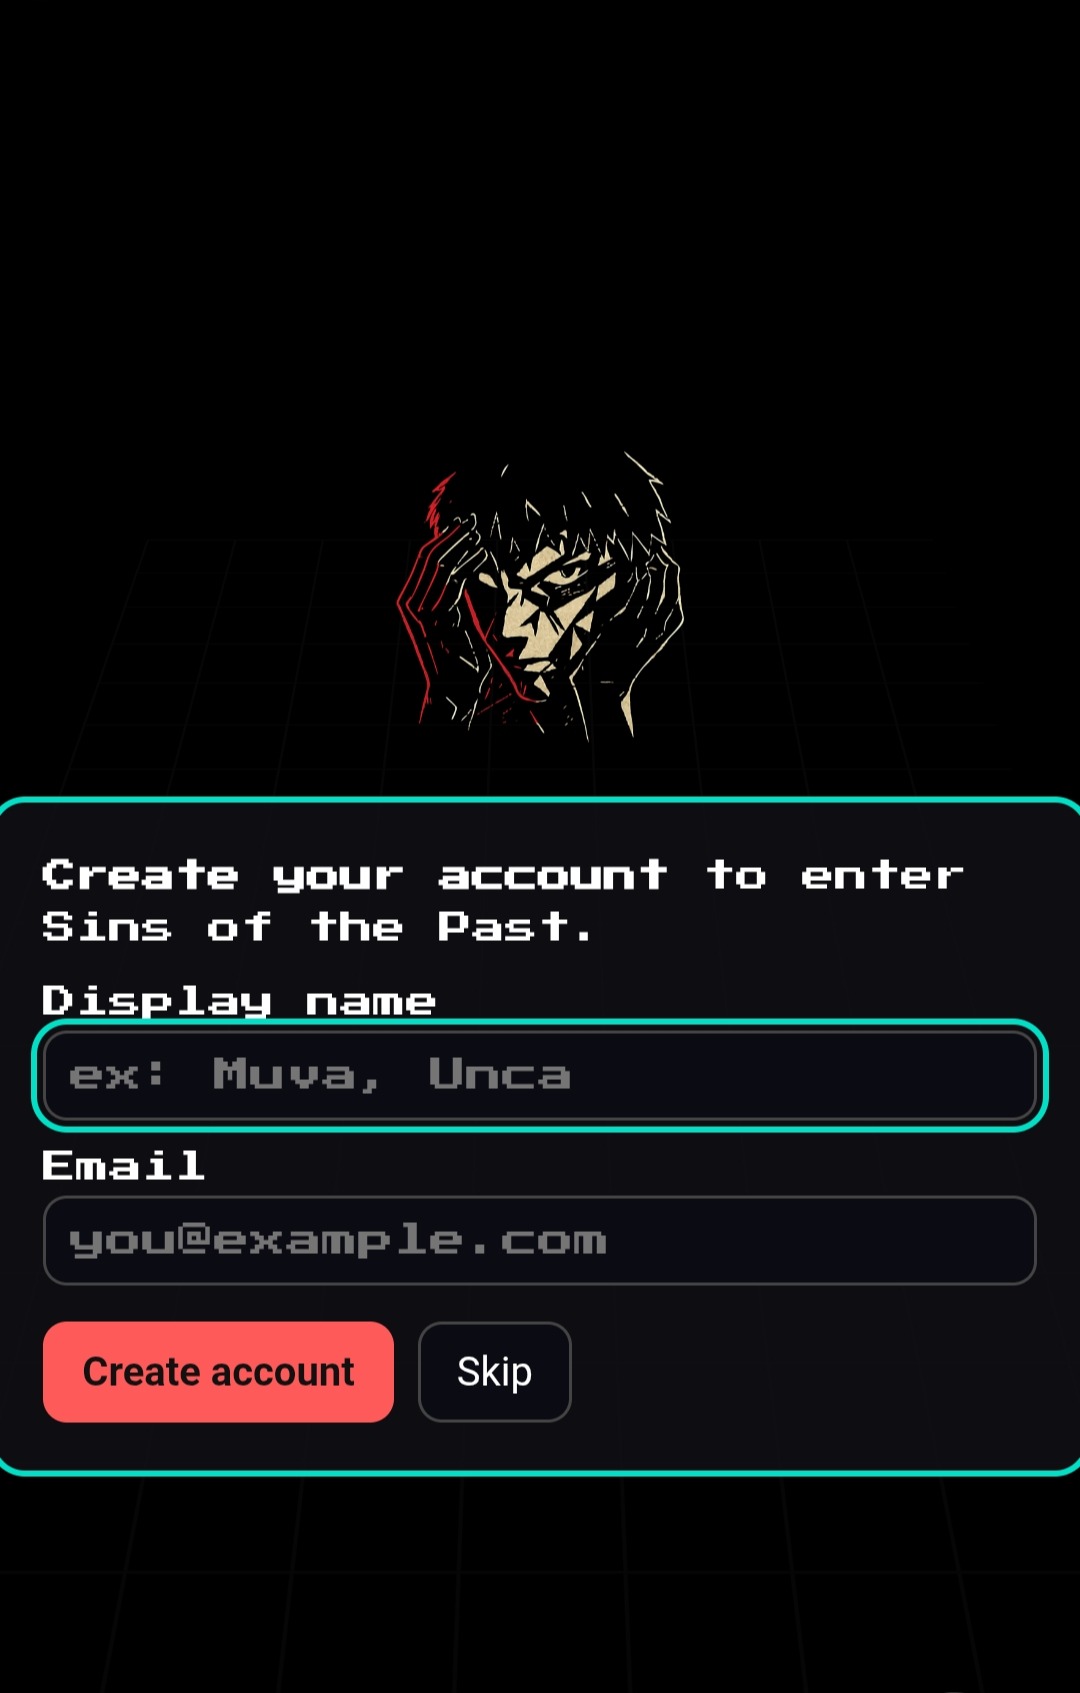 Create your account to enter
Sins of the Past.
Display name
ex: Muva, Unca
Email
you@example.com
Create account
Skip